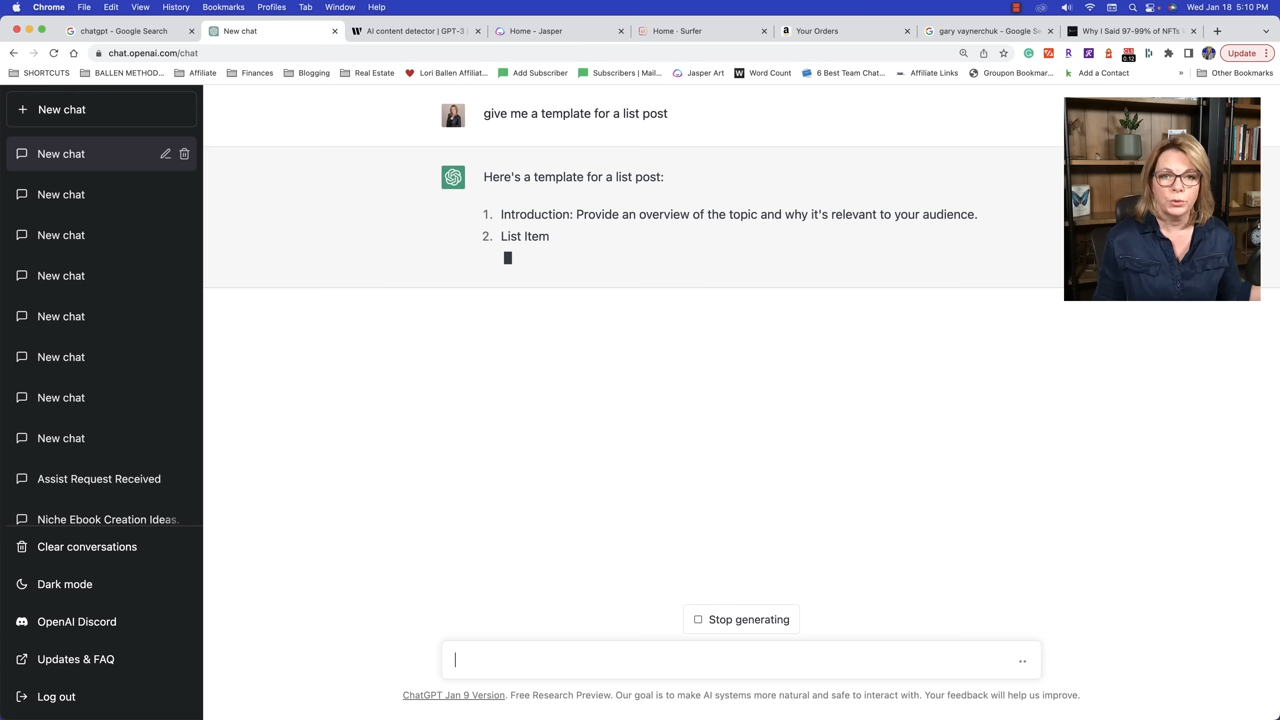 Chrome File Edit View History Bookmarks Profiles Tab Window Help Wed Jan 18 5:10 PM
chatgpt - Google Search
New chat
AI content detector | GPT-3
Home - Jasper
Home · Surfer
Your Orders
gary vaynerchuk - Google Se
Why I Said 97-99% of NFTs
chat.openai.com/chat
Update
SHORTCUTS BALLEN METHOD... Affiliate Finances Blogging Real Estate Lori Ballen Affiliat... Add Subscriber Subscribers | Mail... Jasper Art Word Count 6 Best Team Chat... Affiliate Links Groupon Bookmar... Add a Contact » Other Bookmarks
+ New chat
New chat
New chat
New chat
New chat
New chat
New chat
New chat
New chat
Assist Request Received
Niche Ebook Creation Ideas.
Clear conversations
Dark mode
OpenAI Discord
Updates & FAQ
Log out
give me a template for a list post
Here's a template for a list post:
1. Introduction: Provide an overview of the topic and why it's relevant to your audience.
2. List Item
Stop generating
ChatGPT Jan 9 Version. Free Research Preview. Our goal is to make AI systems more natural and safe to interact with. Your feedback will help us improve.